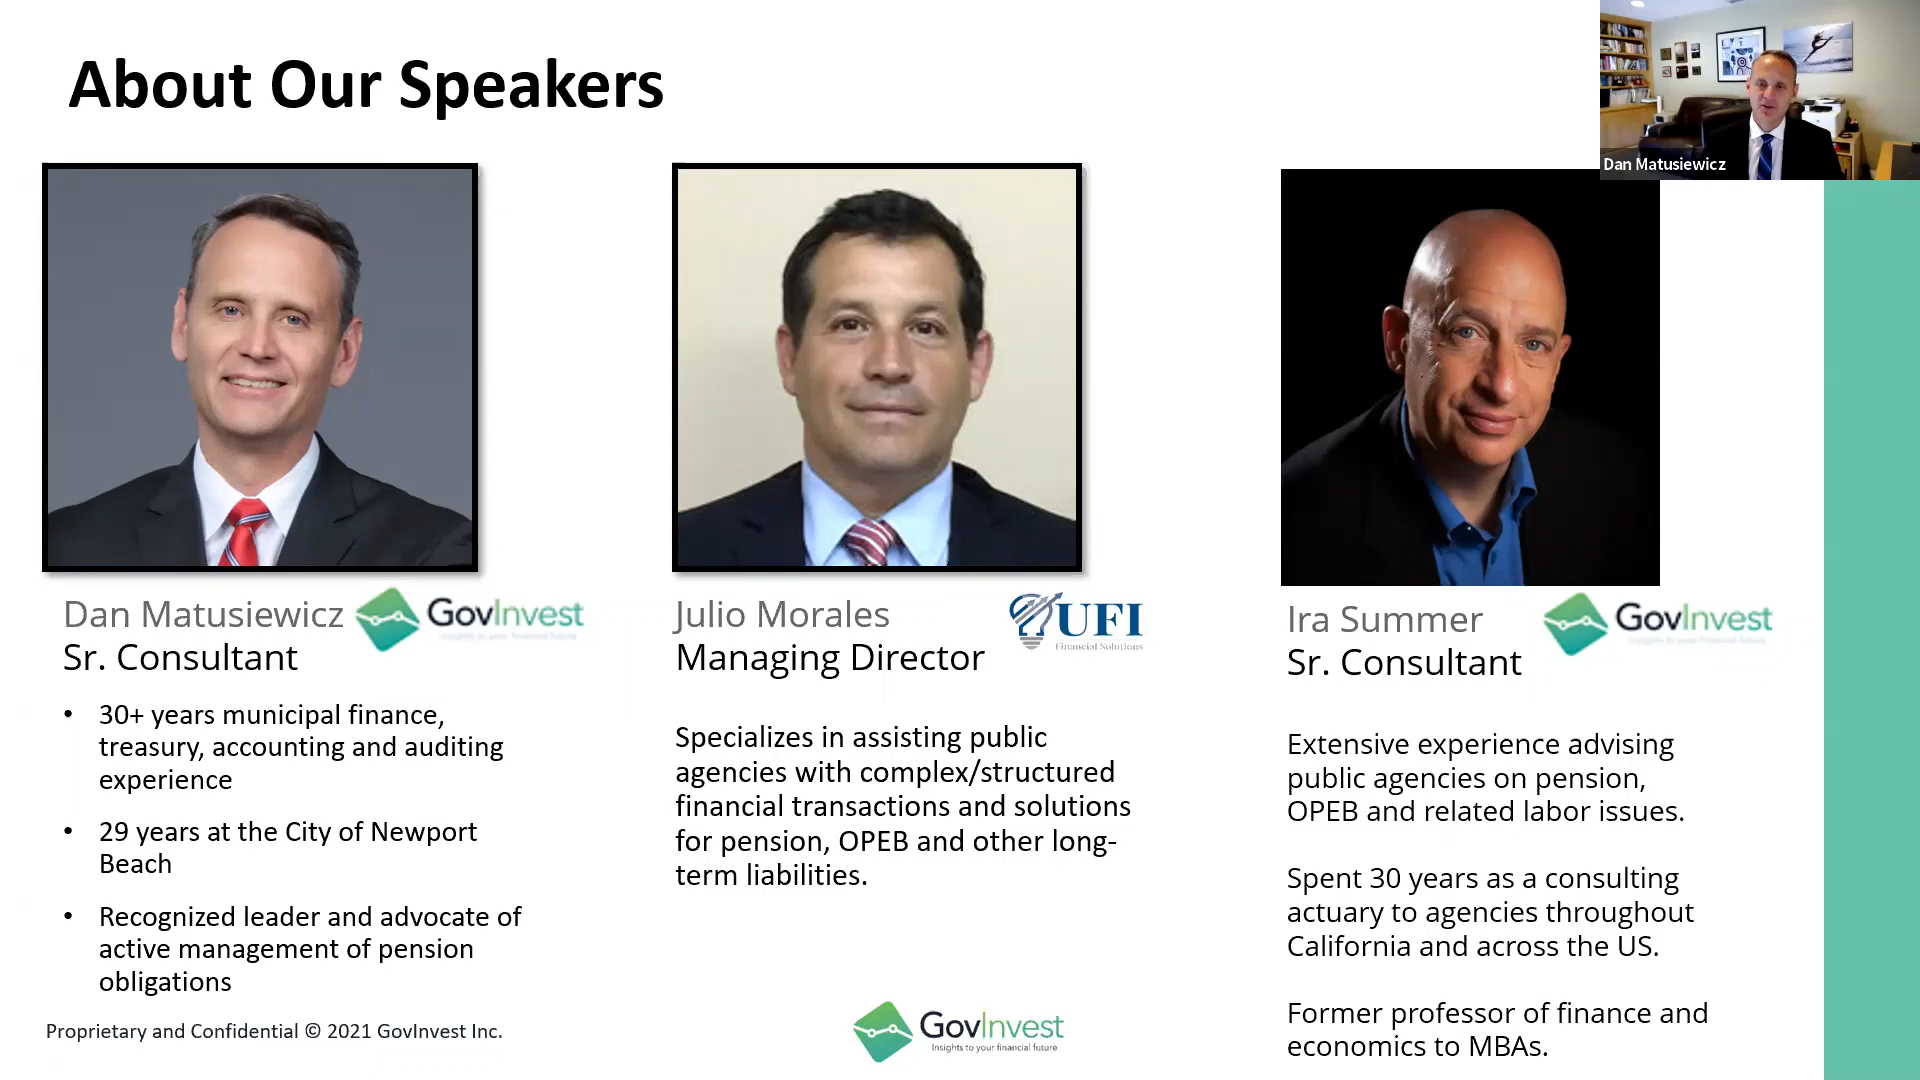 About Our Speakers
Dan Matusiewicz
Dan Matusiewicz
Sr. Consultant
GovInvest
• 30+ years municipal finance,
treasury, accounting and auditing
experience
• 29 years at the City of Newport
Beach
• Recognized leader and advocate of
active management of pension
obligations
Julio Morales
Managing Director
UFI
Financial Solutions
Specializes in assisting public
agencies with complex/structured
financial transactions and solutions
for pension, OPEB and other long-
term liabilities.
Ira Summer
Sr. Consultant
GovInvest
Extensive experience advising
public agencies on pension,
OPEB and related labor issues.
Spent 30 years as a consulting
actuary to agencies throughout
California and across the US.
Former professor of finance and
economics to MBAs.
Proprietary and Confidential © 2021 GovInvest Inc.
GovInvest
Insights to your financial future